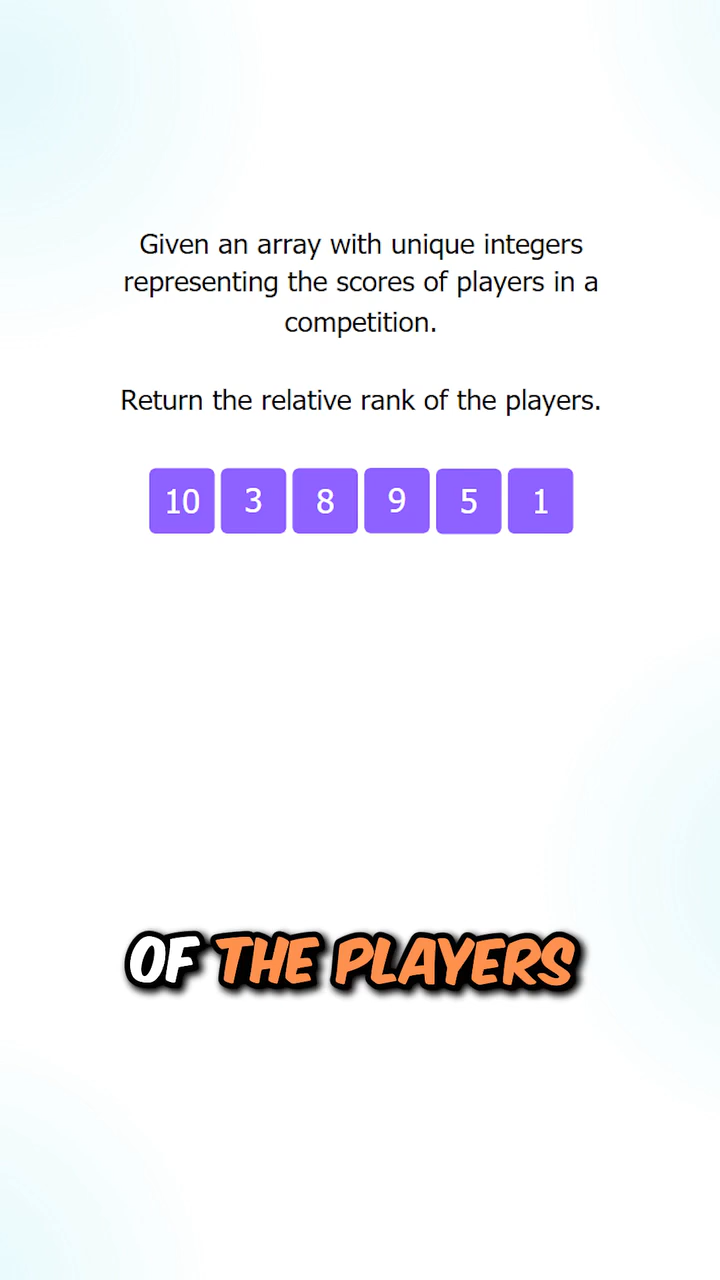 Given an array with unique integers
representing the scores of players in a
competition.
Return the relative rank of the players.
10 3 8 9 5 1
OF THE PLAYERS